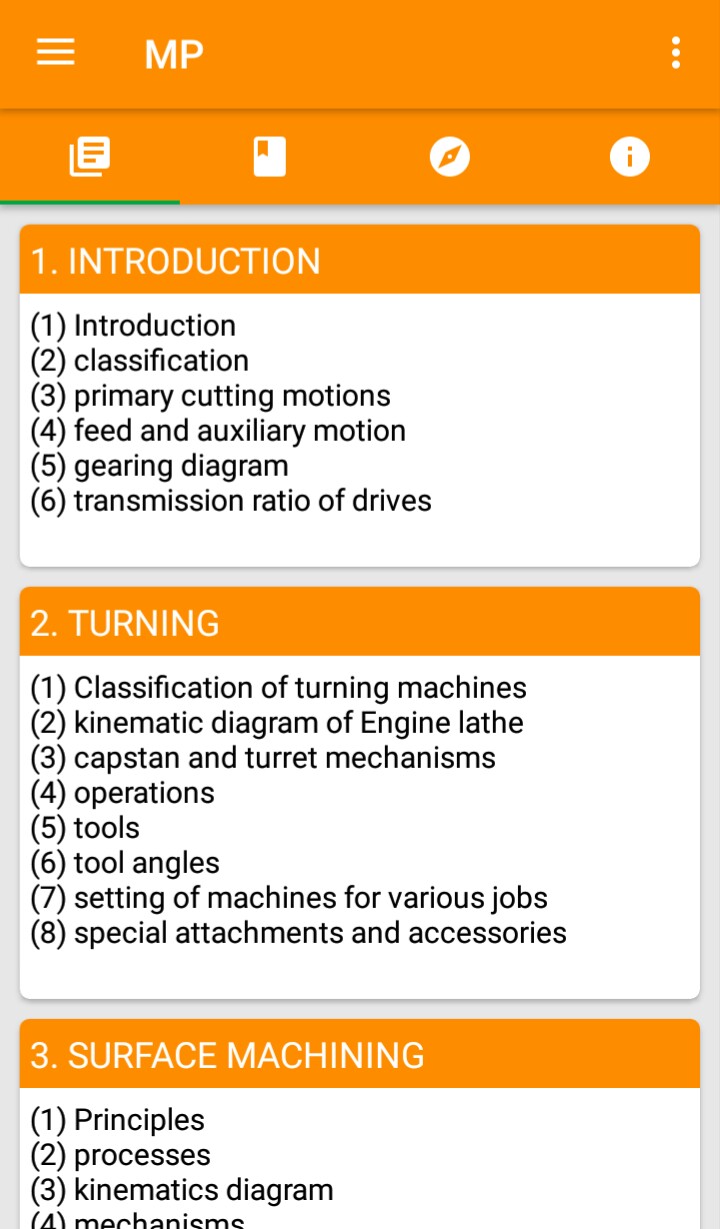 MP
1. INTRODUCTION
(1) Introduction
(2) classification
(3) primary cutting motions
(4) feed and auxiliary motion
(5) gearing diagram
(6) transmission ratio of drives
2. TURNING
(1) Classification of turning machines
(2) kinematic diagram of Engine lathe
(3) capstan and turret mechanisms
(4) operations
(5) tools
(6) tool angles
(7) setting of machines for various jobs
(8) special attachments and accessories
3. SURFACE MACHINING
(1) Principles
(2) processes
(3) kinematics diagram
(4) mechanisms